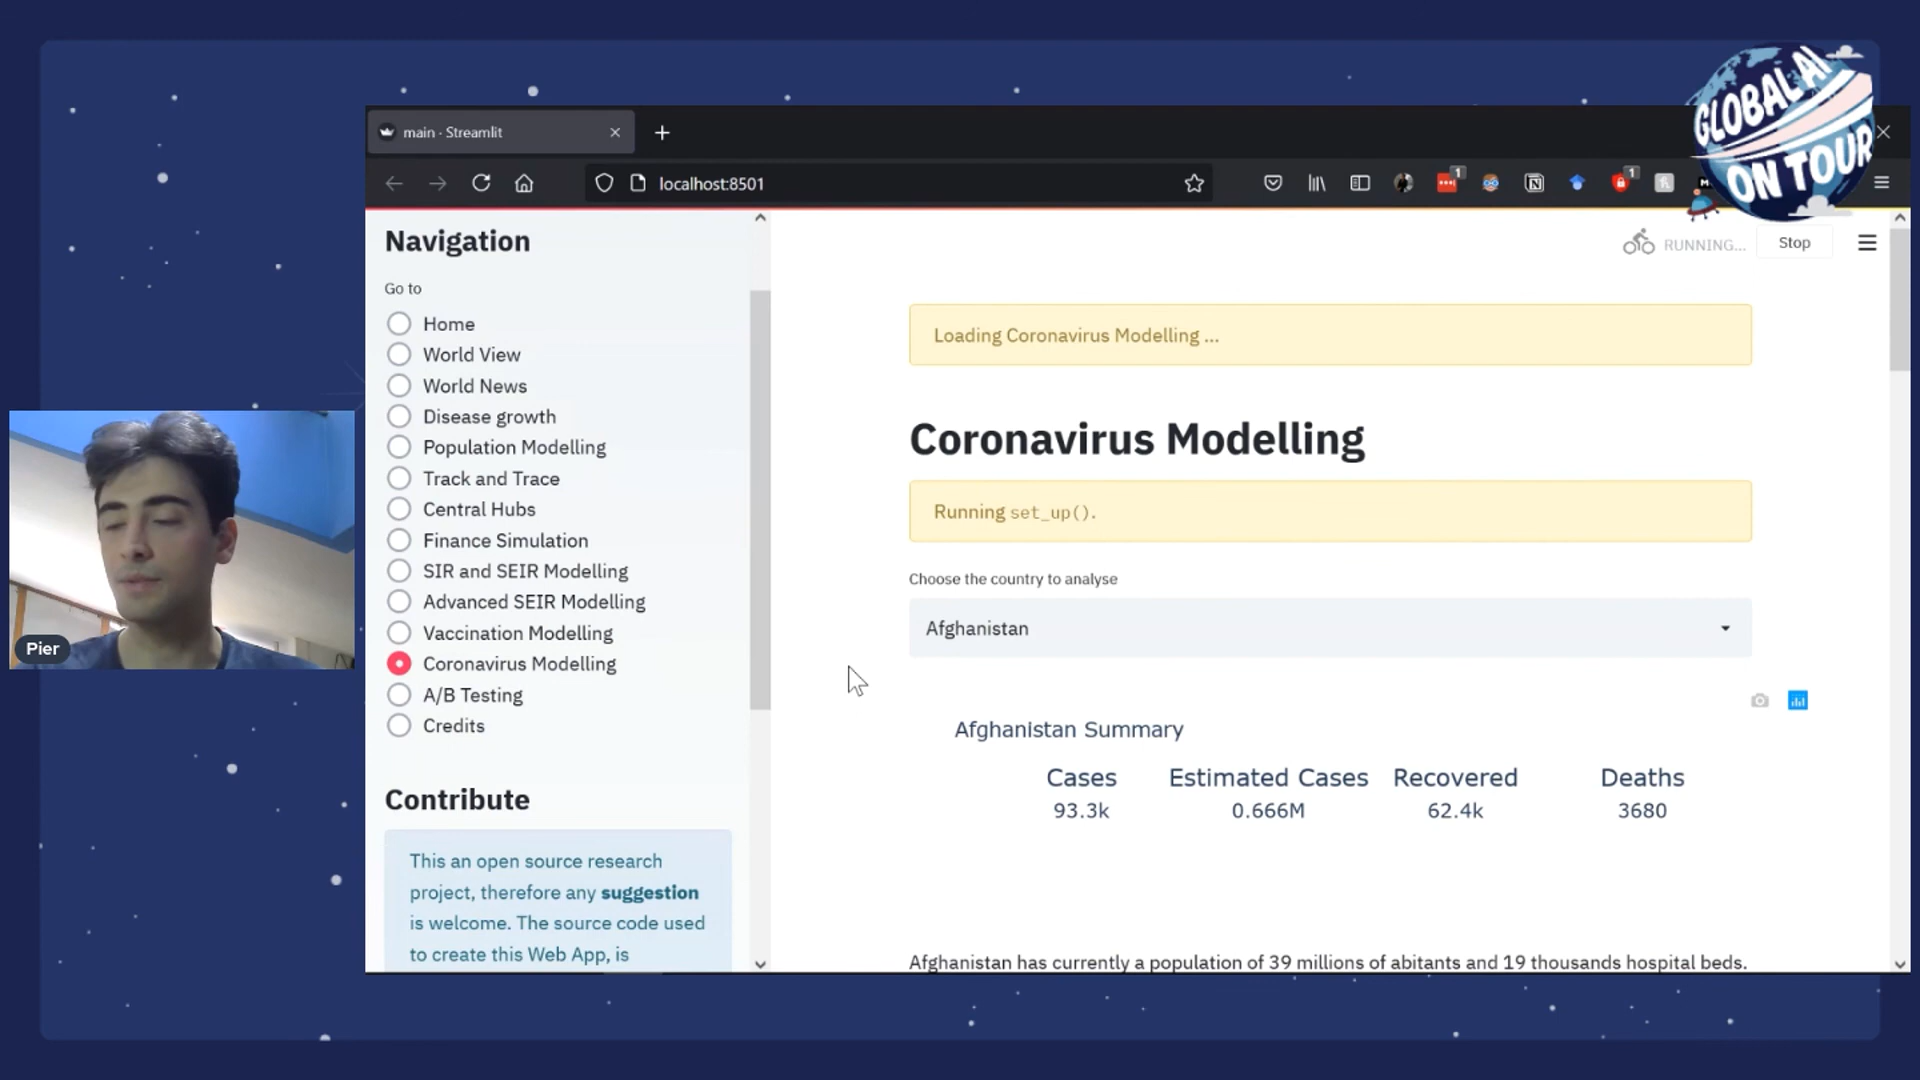 GLOBAL AI
ON TOUR
main · Streamlit
localhost:8501
1
1
Navigation
Go to
Home
World View
World News
Disease growth
Population Modelling
Track and Trace
Central Hubs
Finance Simulation
SIR and SEIR Modelling
Advanced SEIR Modelling
Vaccination Modelling
Coronavirus Modelling
A/B Testing
Credits
Contribute
This an open source research
project, therefore any suggestion
is welcome. The source code used
to create this Web App, is
RUNNING...
Stop
Loading Coronavirus Modelling ...
Coronavirus Modelling
Running set_up().
Choose the country to analyse
Afghanistan
Afghanistan Summary
Cases Estimated Cases Recovered Deaths
93.3k 0.666M 62.4k 3680
Afghanistan has currently a population of 39 millions of abitants and 19 thousands hospital beds.
Pier